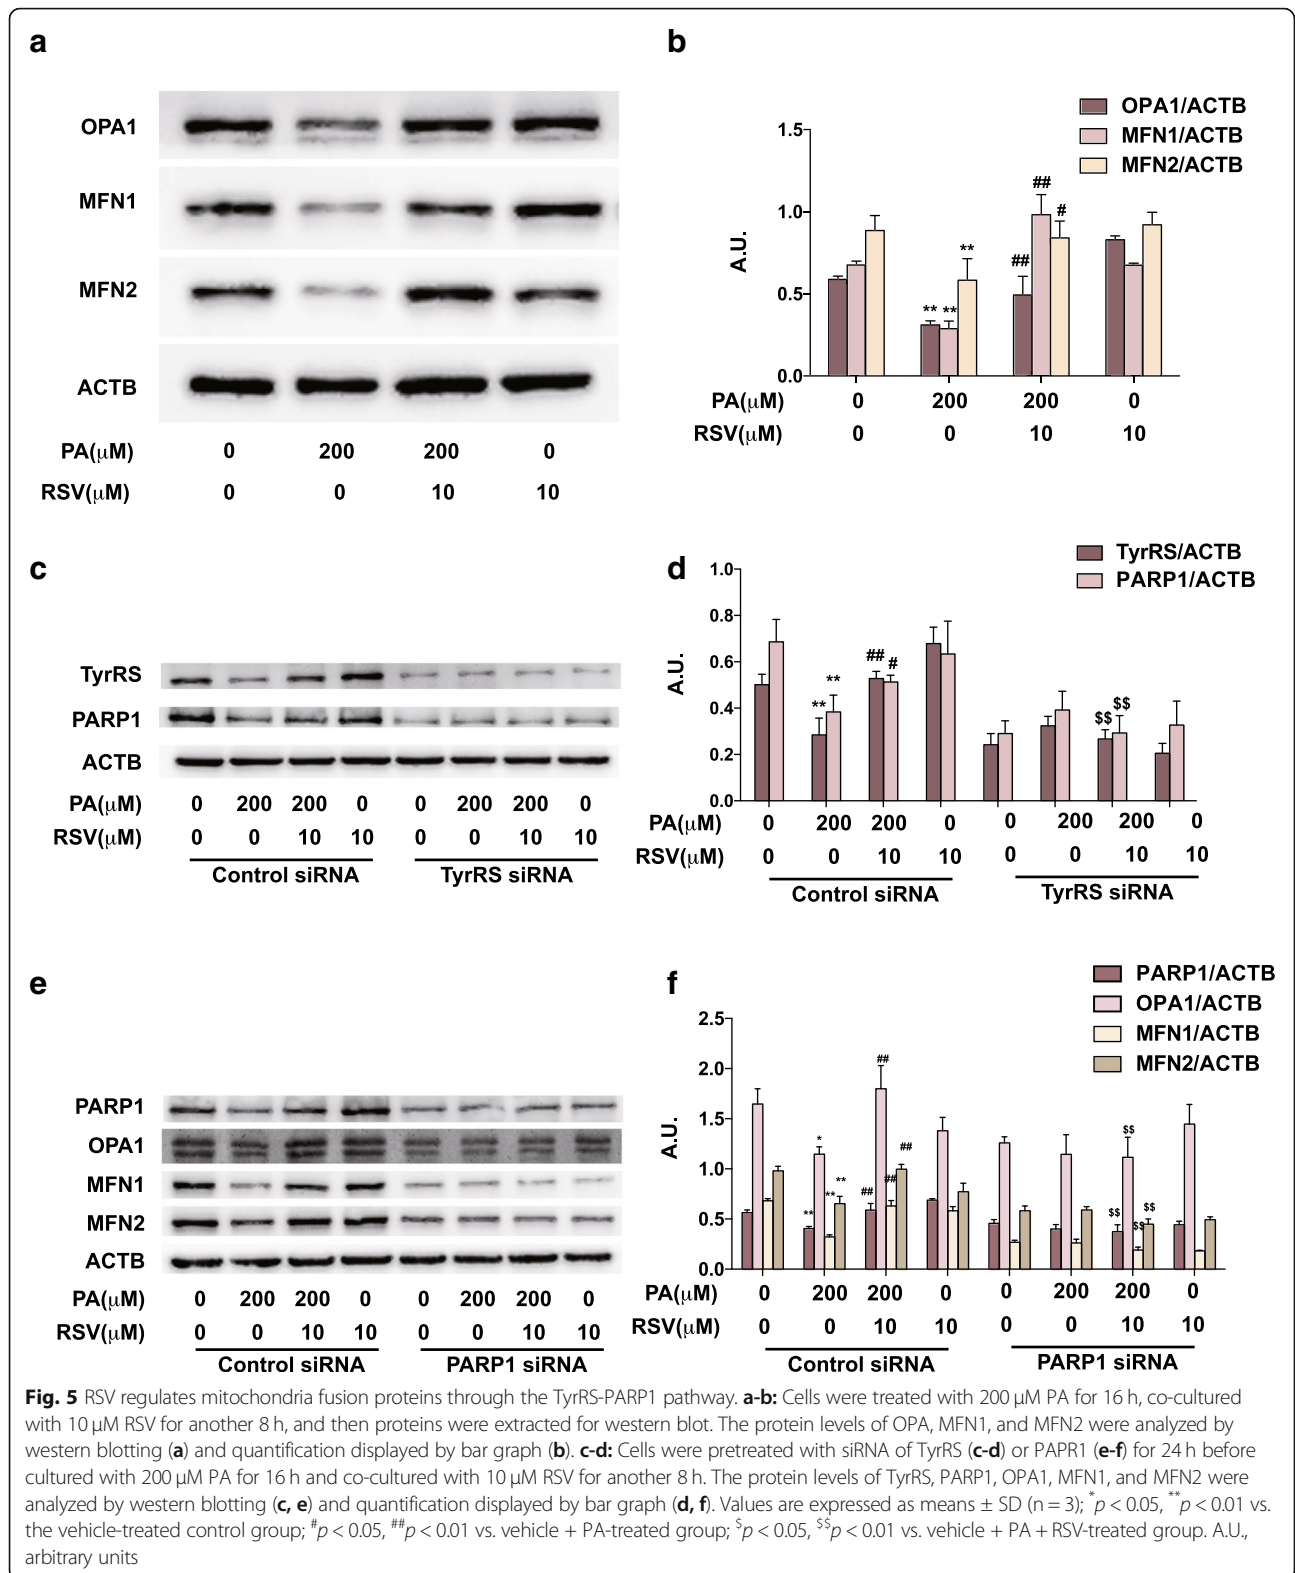 a
OPA1
MFN1
MFN2
ACTB
PA(μM) 0 200 200 0
RSV(μM) 0 0 10 10
b
OPA1/ACTB
MFN1/ACTB
MFN2/ACTB
A.U.
1.5
1.0
0.5
0.0
** ** **
## ## #
PA(μM) 0 200 200 0
RSV(μM) 0 0 10 10
c
TyrRS
PARP1
ACTB
PA(μM) 0 200 200 0 0 200 200 0
RSV(μM) 0 0 10 10 0 0 10 10
Control siRNA TyrRS siRNA
d
TyrRS/ACTB
PARP1/ACTB
A.U.
1.0
0.8
0.6
0.4
0.2
0.0
** **
## #
$$ $$
PA(μM) 0 200 200 0 0 200 200 0
RSV(μM) 0 0 10 10 0 0 10 10
Control siRNA TyrRS siRNA
e
PARP1
OPA1
MFN1
MFN2
ACTB
PA(μM) 0 200 200 0 0 200 200 0
RSV(μM) 0 0 10 10 0 0 10 10
Control siRNA PARP1 siRNA
f
PARP1/ACTB
OPA1/ACTB
MFN1/ACTB
MFN2/ACTB
A.U.
2.5
2.0
1.5
1.0
0.5
0.0
** * ** **
## ## ## ##
$$ $$ $$ $$
PA(μM) 0 200 200 0 0 200 200 0
RSV(μM) 0 0 10 10 0 0 10 10
Control siRNA PARP1 siRNA
Fig. 5 RSV regulates mitochondria fusion proteins through the TyrRS-PARP1 pathway. a-b: Cells were treated with 200 μM PA for 16 h, co-cultured
with 10 μM RSV for another 8 h, and then proteins were extracted for western blot. The protein levels of OPA, MFN1, and MFN2 were analyzed by
western blotting (a) and quantification displayed by bar graph (b). c-d: Cells were pretreated with siRNA of TyrRS (c-d) or PAPR1 (e-f) for 24 h before
cultured with 200 μM PA for 16 h and co-cultured with 10 μM RSV for another 8 h. The protein levels of TyrRS, PARP1, OPA1, MFN1, and MFN2 were
analyzed by western blotting (c, e) and quantification displayed by bar graph (d, f). Values are expressed as means ± SD (n = 3); *p < 0.05, **p < 0.01 vs.
the vehicle-treated control group; #p < 0.05, ##p < 0.01 vs. vehicle + PA-treated group; $p < 0.05, $$p < 0.01 vs. vehicle + PA + RSV-treated group. A.U.,
arbitrary units